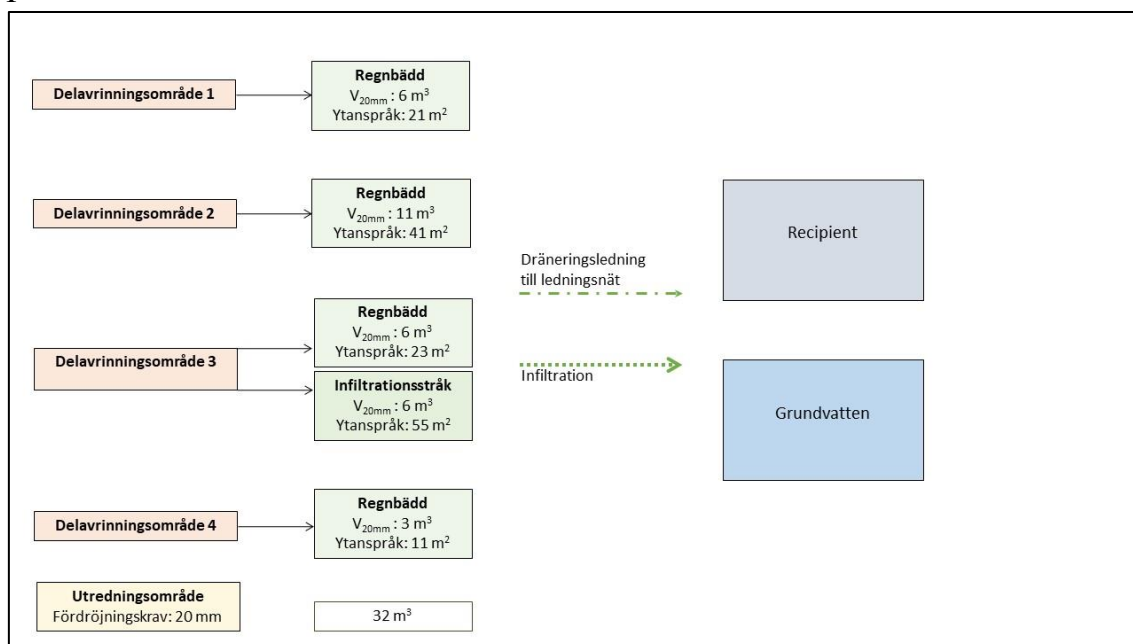 Delavrinningsområde 1
Regnbädd
V20mm : 6 m³
Ytanspråk: 21 m²
Delavrinningsområde 2
Regnbädd
V20mm : 11 m³
Ytanspråk: 41 m²
Delavrinningsområde 3
Regnbädd
V20mm : 6 m³
Ytanspråk: 23 m²
Infiltrationsstråk
V20mm : 6 m³
Ytanspråk: 55 m²
Delavrinningsområde 4
Regnbädd
V20mm : 3 m³
Ytanspråk: 11 m²
Utredningsområde
Fördröjningskrav: 20 mm
32 m³
Dräneringsledning
till ledningsnät
Infiltration
Recipient
Grundvatten